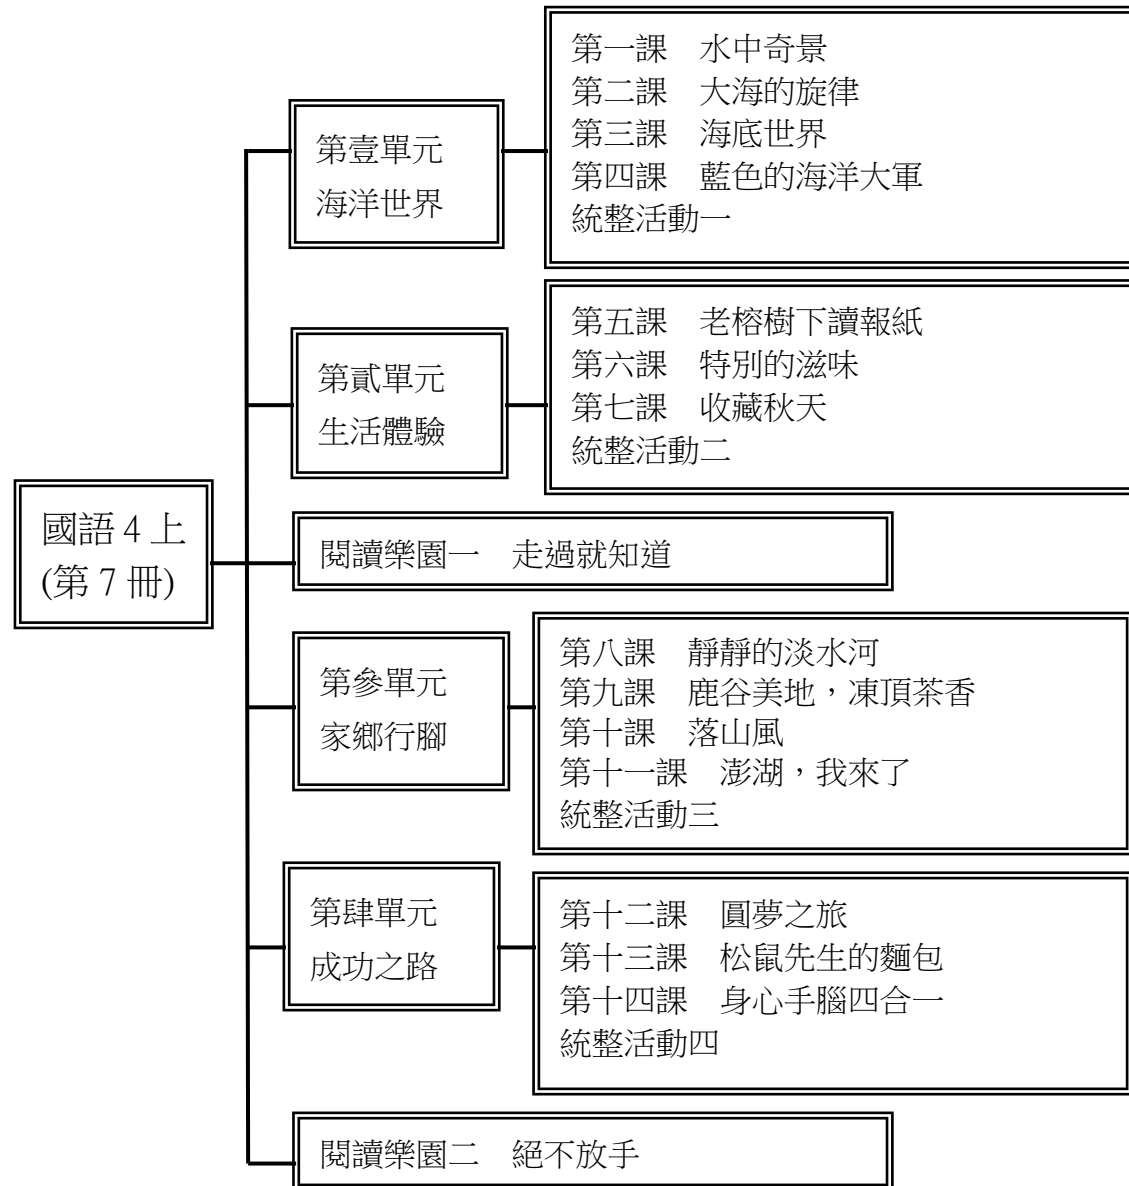 國語 4 上
(第 7 冊)
第壹單元
海洋世界
第一課　水中奇景
第二課　大海的旋律
第三課　海底世界
第四課　藍色的海洋大軍
統整活動一
第貳單元
生活體驗
第五課　老榕樹下讀報紙
第六課　特別的滋味
第七課　收藏秋天
統整活動二
閱讀樂園一　走過就知道
第參單元
家鄉行腳
第八課　靜靜的淡水河
第九課　鹿谷美地，凍頂茶香
第十課　落山風
第十一課　澎湖，我來了
統整活動三
第肆單元
成功之路
第十二課　圓夢之旅
第十三課　松鼠先生的麵包
第十四課　身心手腦四合一
統整活動四
閱讀樂園二　絕不放手